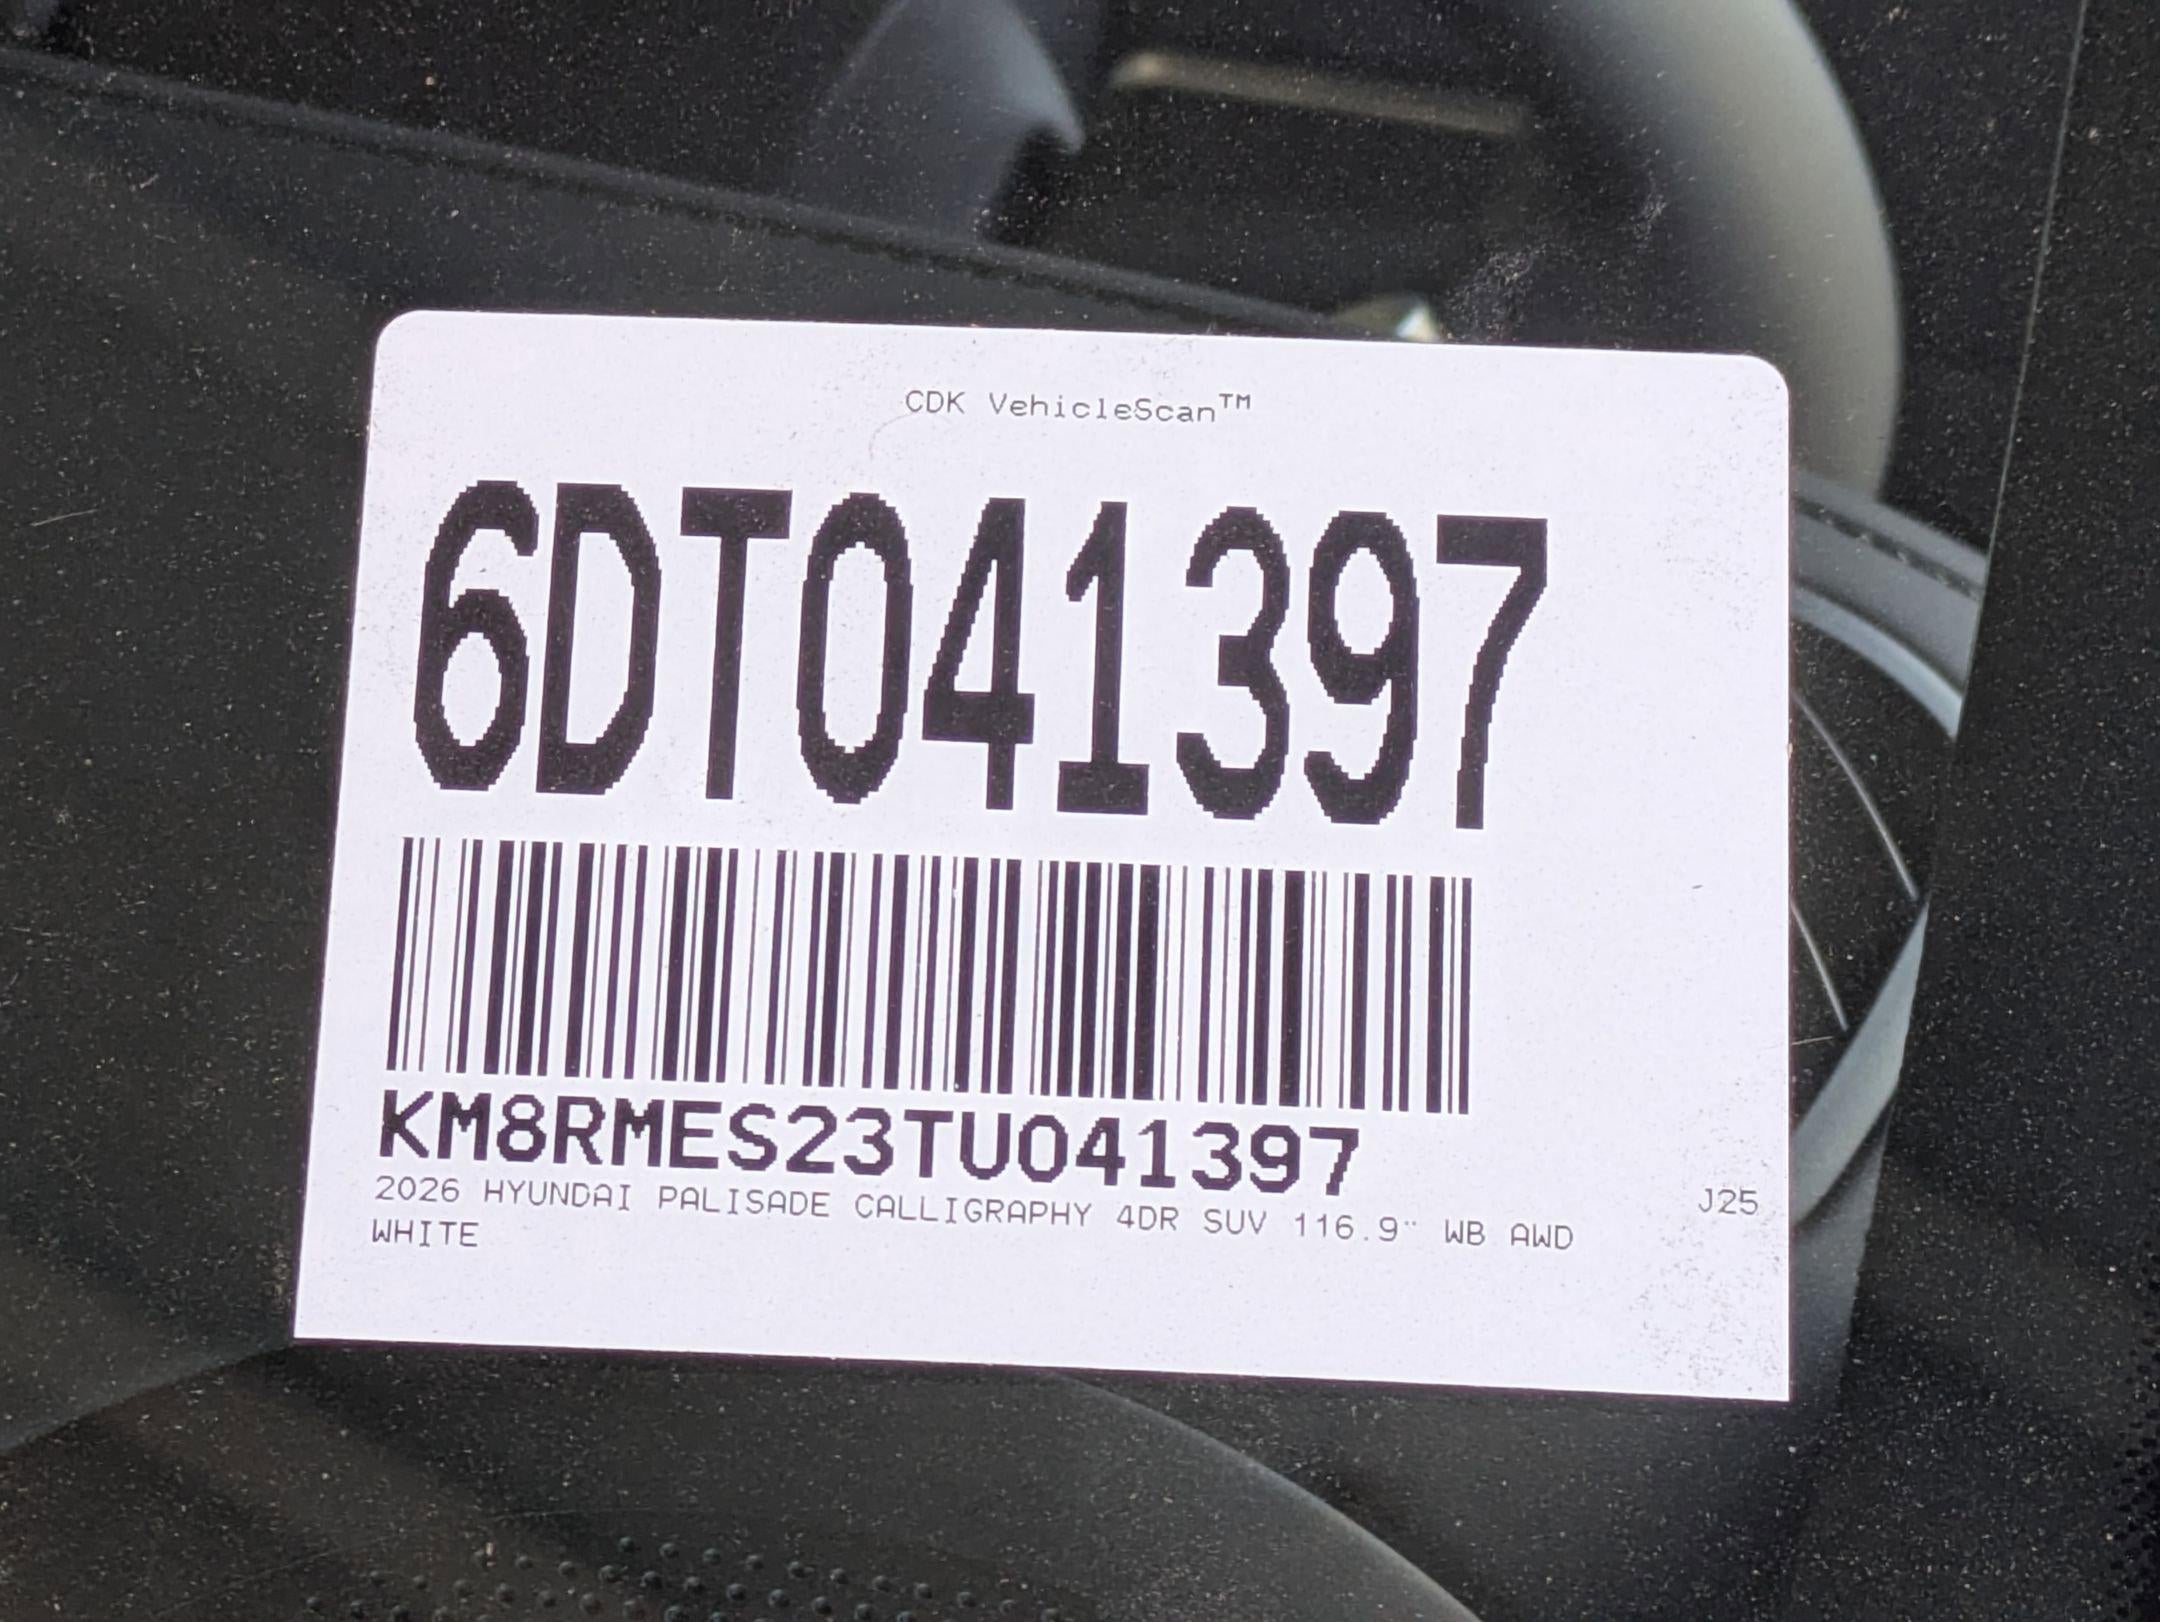 CDK VehicleScan™
6DT041397
KM8RMES23TU041397
2026 HYUNDAI PALISADE CALLIGRAPHY 4DR SUV 116.9" WB AWD J25
WHITE